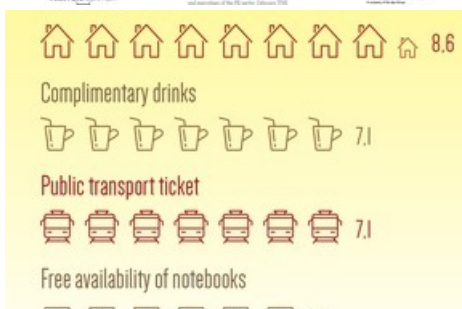 8.6
Complimentary drinks
7.1
Public transport ticket
7.1
Free availability of notebooks